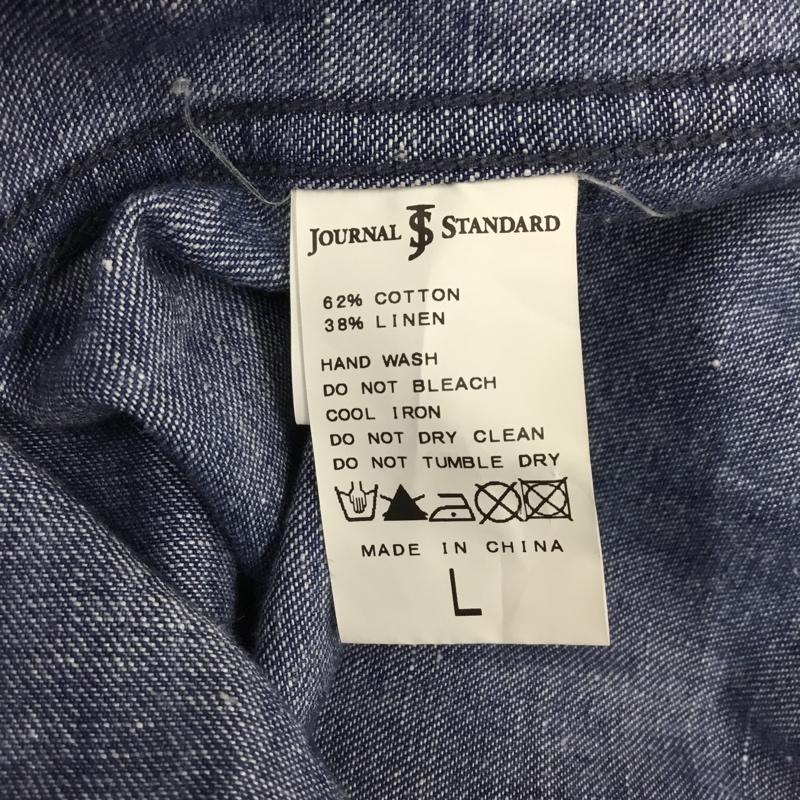 JOURNAL JS STANDARD
62% COTTON
38% LINEN
HAND WASH
DO NOT BLEACH
COOL IRON
DO NOT DRY CLEAN
DO NOT TUMBLE DRY
MADE IN CHINA
L